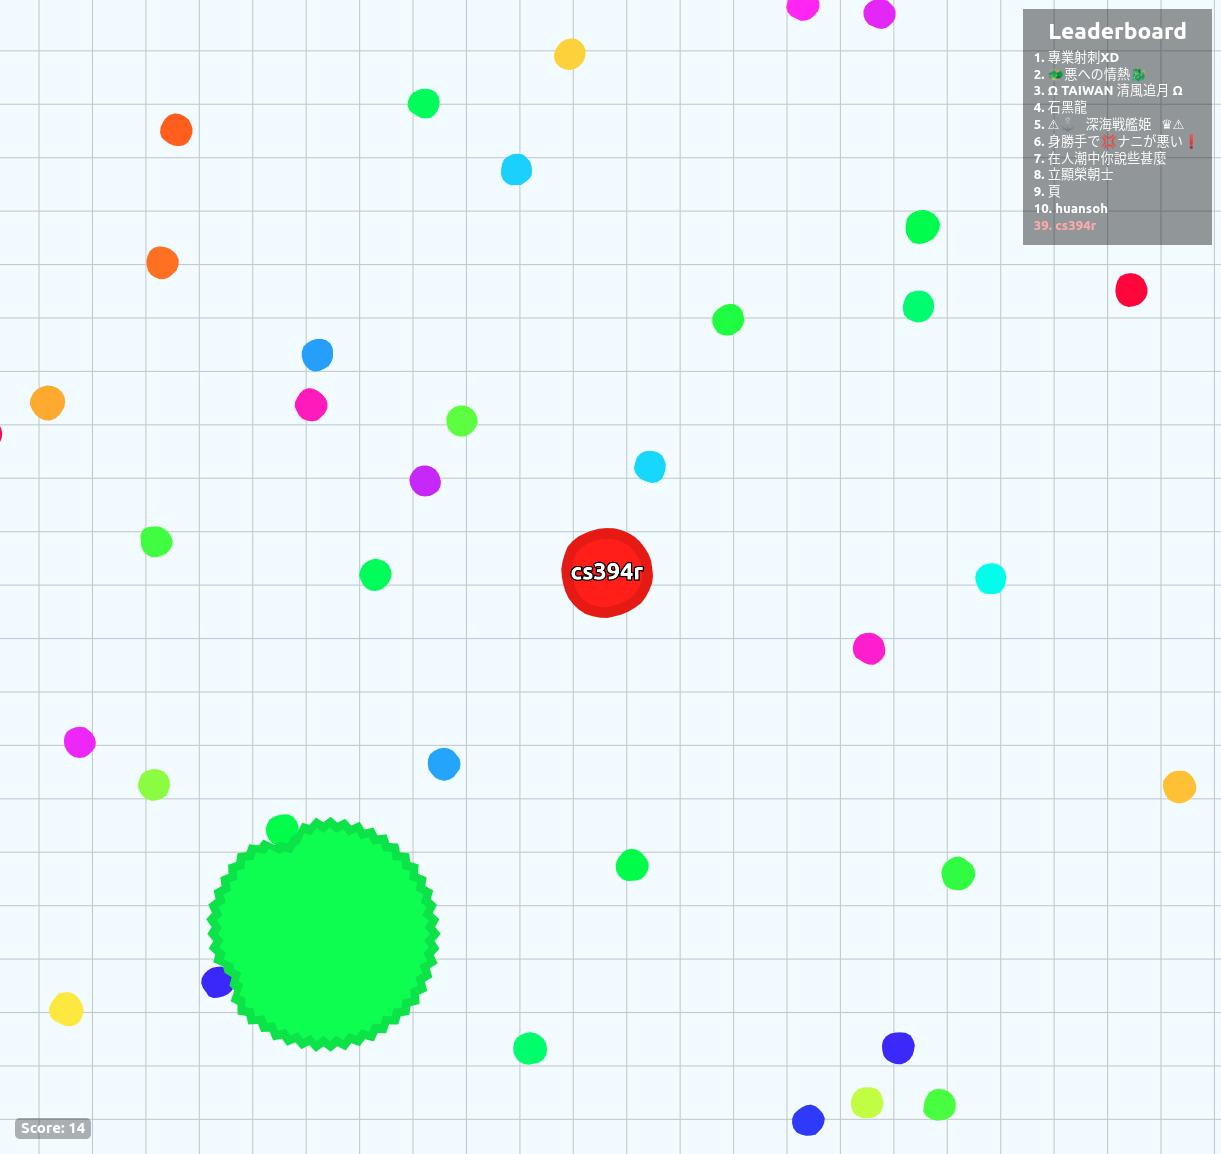 Leaderboard
1. 專業射刺XD
2. 🐲悪への情熱🐉
3. Ω TAIWAN 清風追月 Ω
4. 石黑龍
5. ⚠⚓ 深海戦艦姫 ♛⚠
6. 身勝手で💢ナニが悪い❗
7. 在人潮中你說些甚麼
8. 立顯榮朝士
9. 頁
10. huansoh
39. cs394r
cs394r
Score: 14